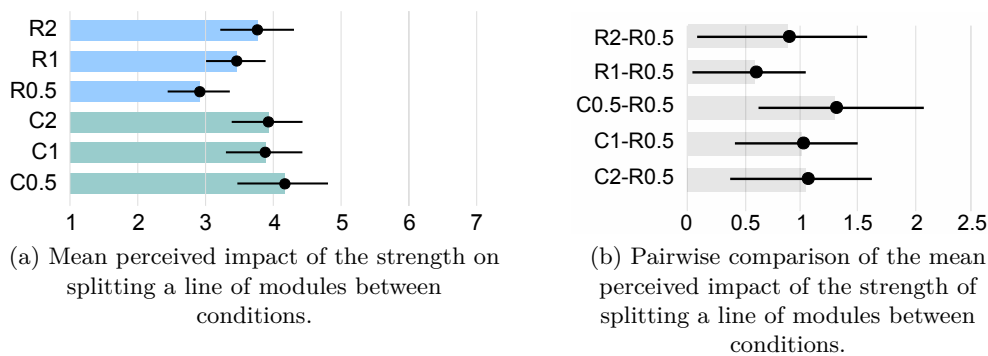 R2
R1
R0.5
C2
C1
C0.5
1 2 3 4 5 6 7
(a) Mean perceived impact of the strength on
splitting a line of modules between
conditions.
R2-R0.5
R1-R0.5
C0.5-R0.5
C1-R0.5
C2-R0.5
0 0.5 1 1.5 2 2.5
(b) Pairwise comparison of the mean
perceived impact of the strength of
splitting a line of modules between
conditions.